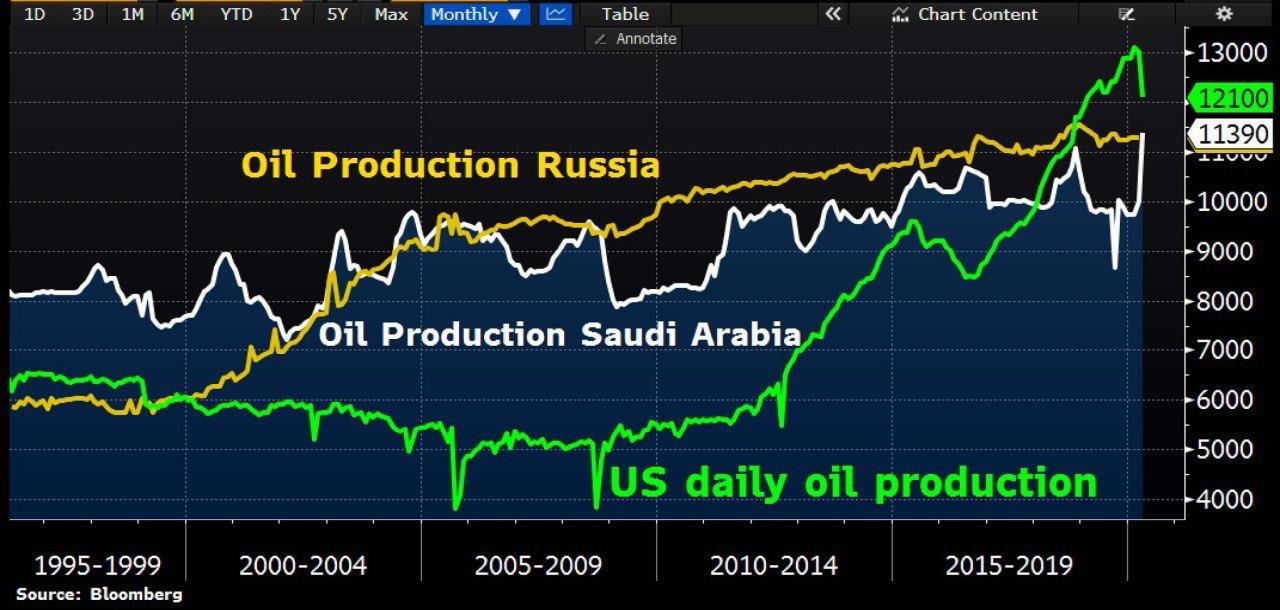 1D 3D 1M 6M YTD 1Y 5Y Max Monthly ▼ Table « Chart Content
Annotate
13000
12100
11390
11000
Oil Production Russia
10000
9000
8000
Oil Production Saudi Arabia
7000
6000
5000
US daily oil production
4000
1995-1999 2000-2004 2005-2009 2010-2014 2015-2019
Source: Bloomberg